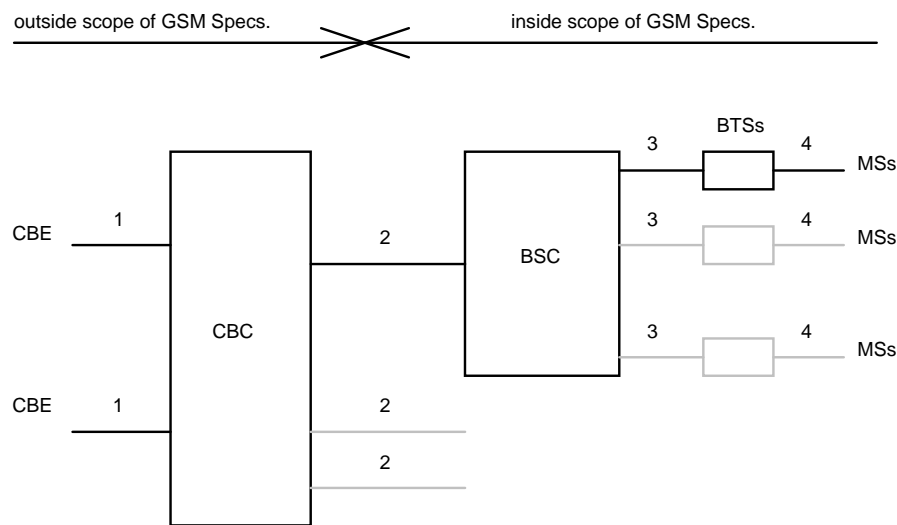 outside scope of GSM Specs. inside scope of GSM Specs.
BTSs
3 4 MSs
1 3 4 MSs
CBE 2 BSC
CBC 3 4 MSs
CBE 1 2
2